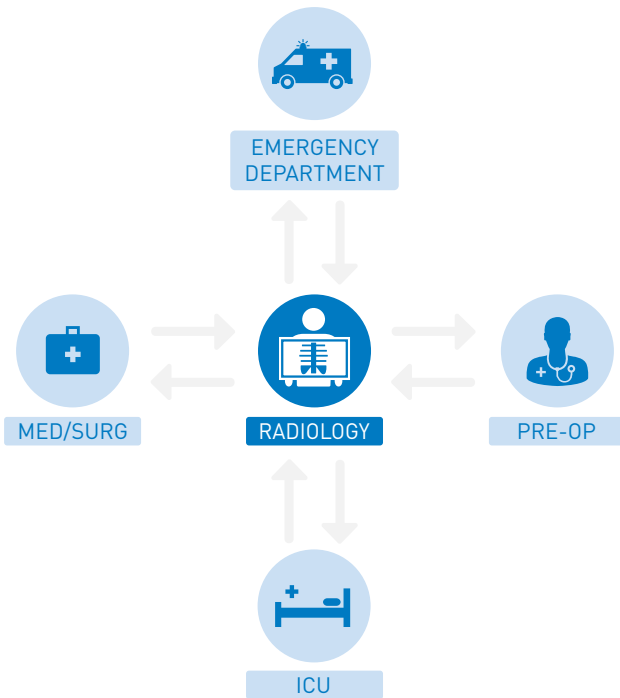 EMERGENCY
DEPARTMENT
MED/SURG
RADIOLOGY
PRE-OP
ICU